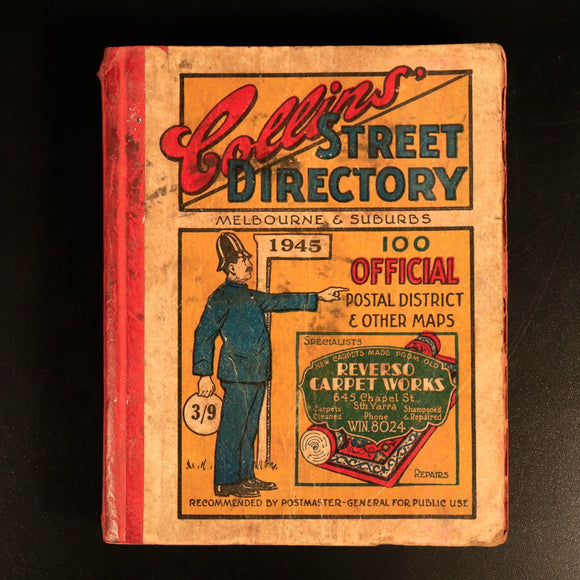 Collins'
STREET
DIRECTORY
MELBOURNE & SUBURBS
1945
100
OFFICIAL
POSTAL DISTRICT
& OTHER MAPS
3/9
SPECIALISTS
NEW CARPETS MADE FROM OLD
REVERSO
CARPET WORKS
645 Chapel St.,
Sth Yarra
Carpets Cleaned
Phone
WIN. 8024
Shampooed & Repaired
REPAIRS
RECOMMENDED BY POSTMASTER-GENERAL FOR PUBLIC USE